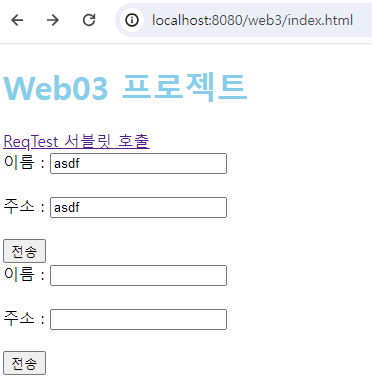 localhost:8080/web3/index.html
Web03 프로젝트
ReqTest 서블릿 호출
이름 : asdf
주소 : asdf
전송
이름 :
주소 :
전송